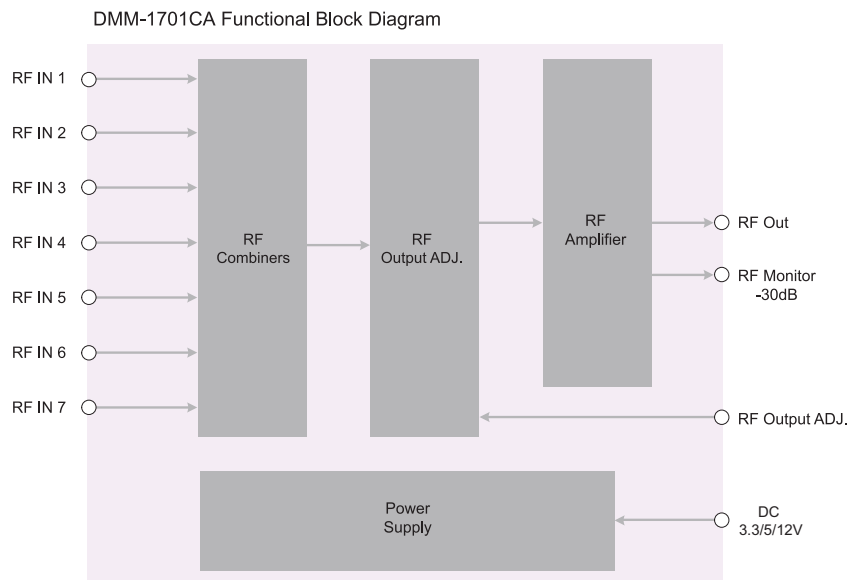 DMM-1701CA Functional Block Diagram
RF IN 1
RF IN 2
RF IN 3
RF IN 4
RF IN 5
RF IN 6
RF IN 7
RF
Combiners
RF
Output ADJ.
RF
Amplifier
RF Out
RF Monitor
-30dB
RF Output ADJ.
Power
Supply
DC
3.3/5/12V